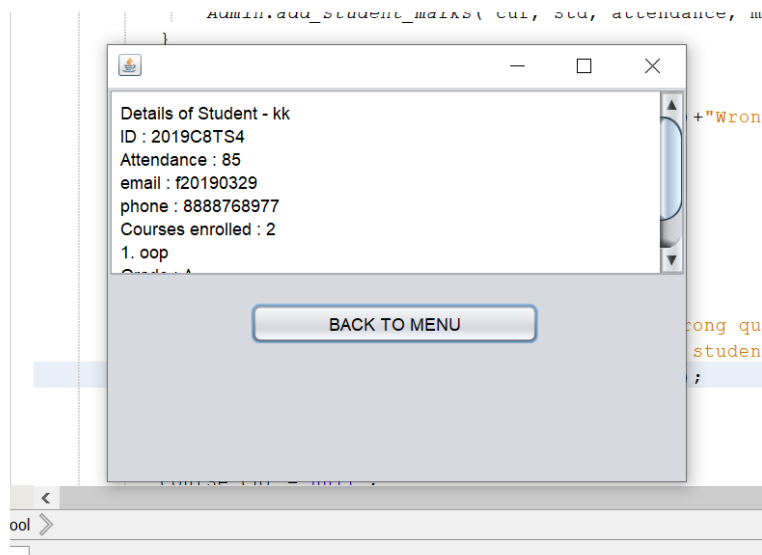 Admin.add_student_marks( cur, std, attendance, m
}
Details of Student - kk
+"Wron
ID : 2019C8TS4
Attendance : 85
email : f20190329
phone : 8888768977
Courses enrolled : 2
1. oop
Grade : A
BACK TO MENU
rong qu
studen
;
ool